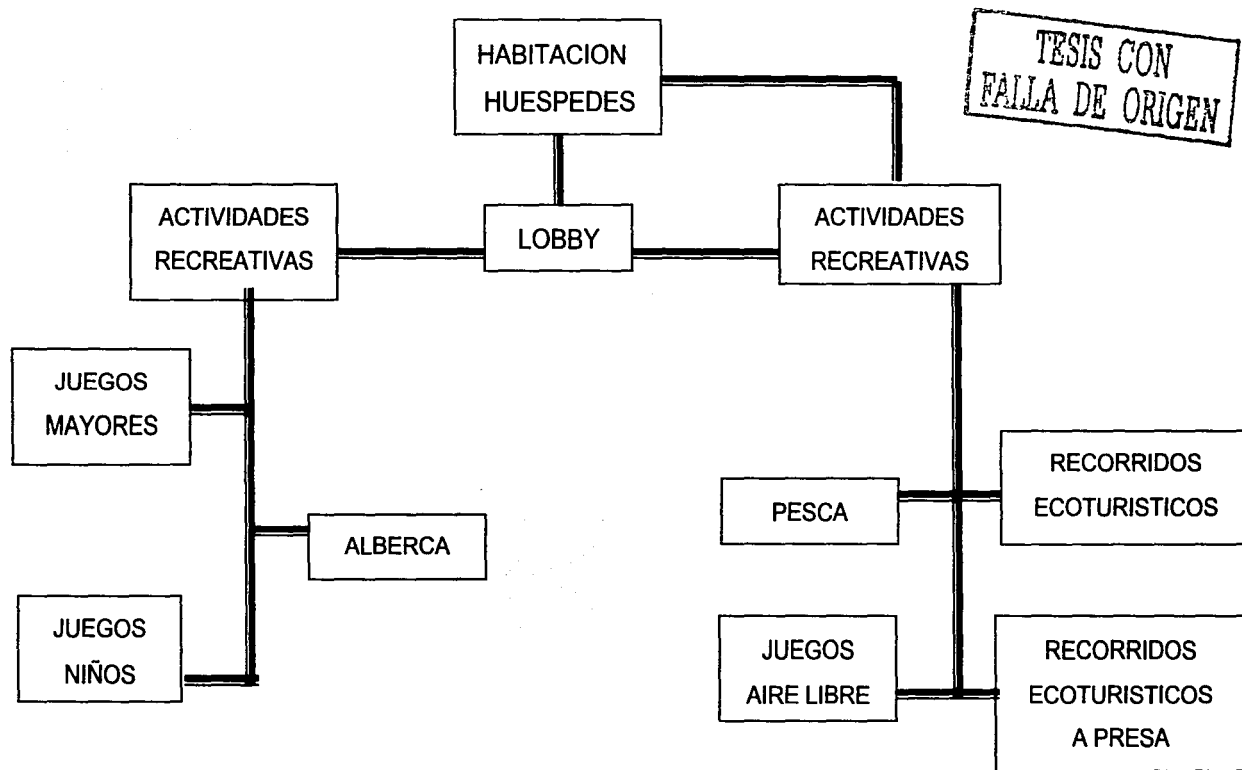 HABITACION
HUESPEDES
TESIS CON
FALLA DE ORIGEN
ACTIVIDADES
RECREATIVAS
LOBBY
ACTIVIDADES
RECREATIVAS
JUEGOS
MAYORES
ALBERCA
JUEGOS
NIÑOS
PESCA
RECORRIDOS
ECOTURISTICOS
JUEGOS
AIRE LIBRE
RECORRIDOS
ECOTURISTICOS
A PRESA